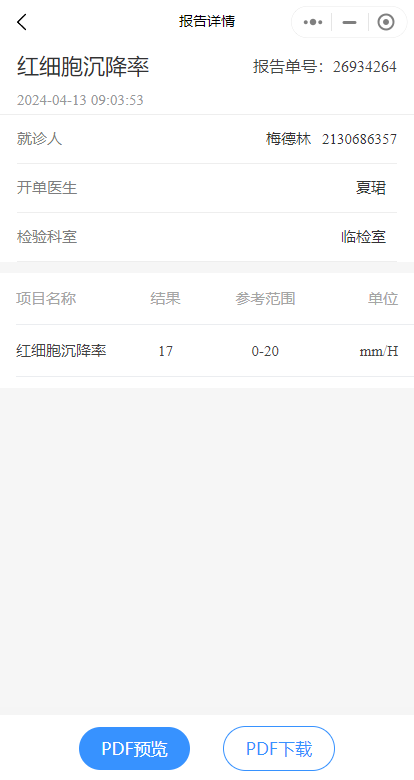 报告详情
红细胞沉降率 报告单号：26934264
2024-04-13 09:03:53
就诊人 梅德林 2130686357
开单医生 夏珺
检验科室 临检室
项目名称 结果 参考范围 单位
红细胞沉降率 17 0-20 mm/H
PDF预览 PDF下载